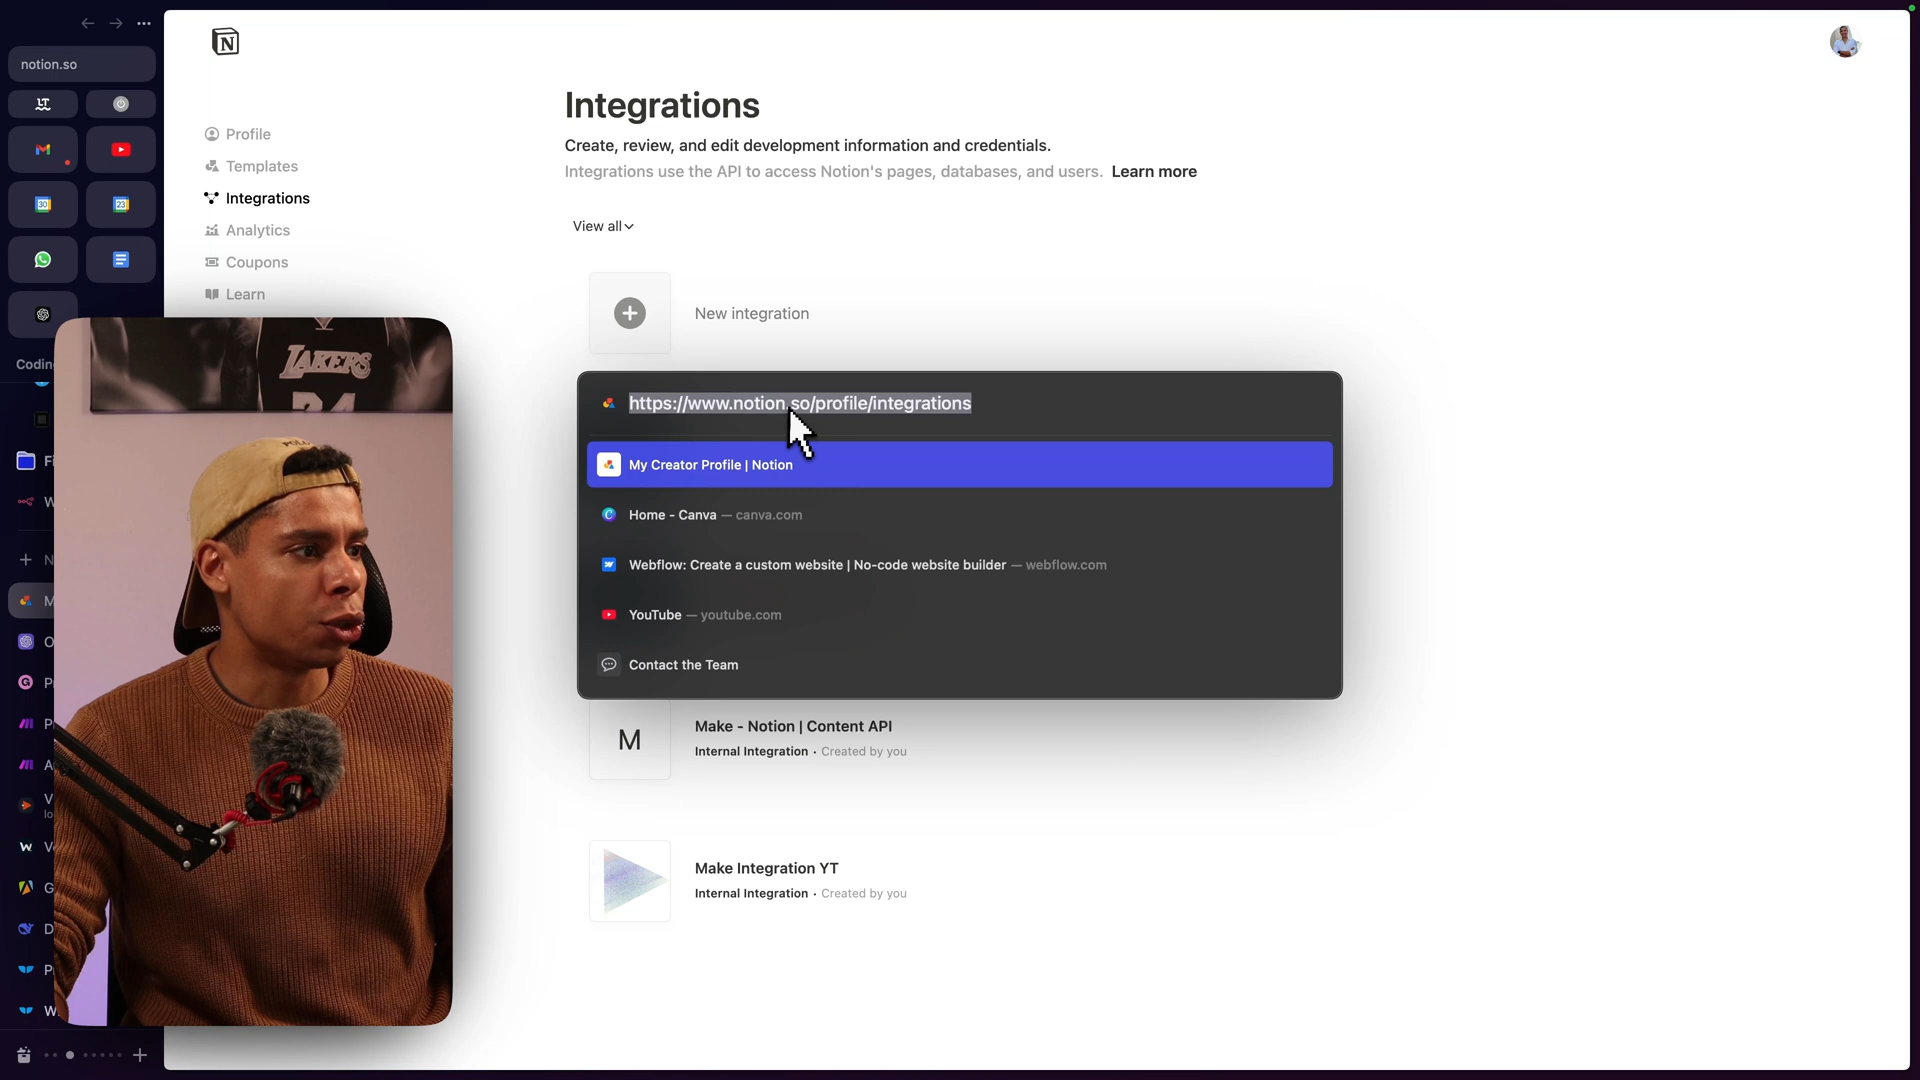 notion.so
Coding
Profile
Templates
Integrations
Analytics
Coupons
Learn
Integrations
Create, review, and edit development information and credentials.
Integrations use the API to access Notion's pages, databases, and users. Learn more
View all
New integration
https://www.notion.so/profile/integrations
My Creator Profile | Notion
Home - Canva — canva.com
Webflow: Create a custom website | No-code website builder — webflow.com
YouTube — youtube.com
Contact the Team
M
Make - Notion | Content API
Internal Integration · Created by you
Make Integration YT
Internal Integration · Created by you
LAKERS